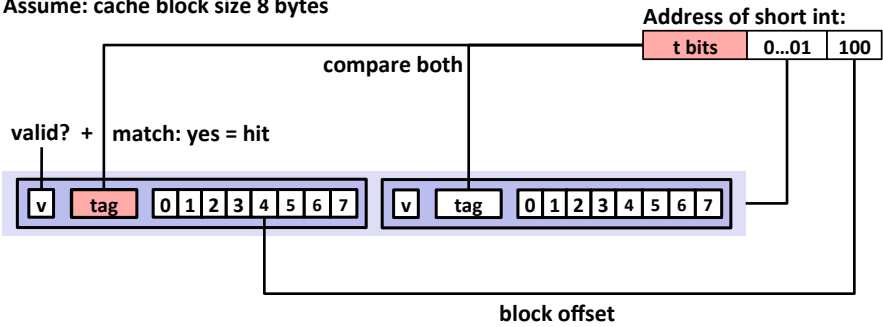 Assume: cache block size 8 bytes
Address of short int:
t bits 0...01 100
compare both
valid? + match: yes = hit
v tag 0 1 2 3 4 5 6 7 v tag 0 1 2 3 4 5 6 7
block offset